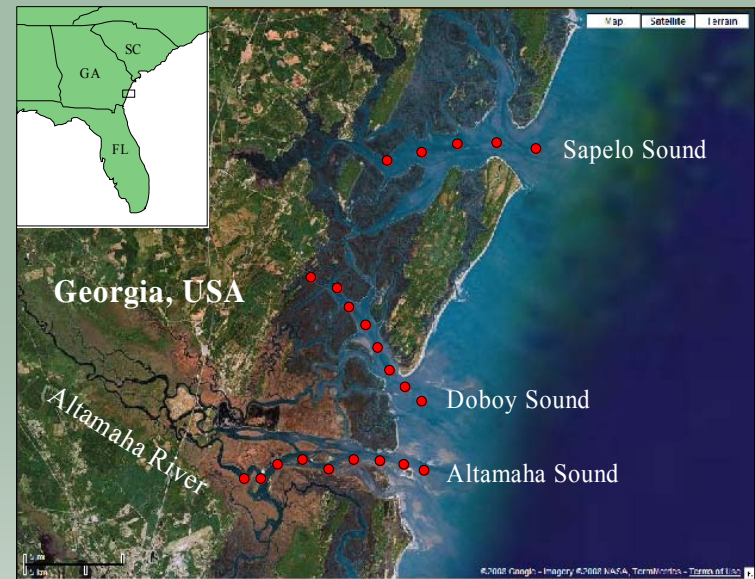 SC
GA
FL
Map Satellite Terrain
Sapelo Sound
Georgia, USA
Doboy Sound
Altamaha River
Altamaha Sound
©2008 Google - Imagery ©2008 NASA, TerraMetrics - Terms of Use